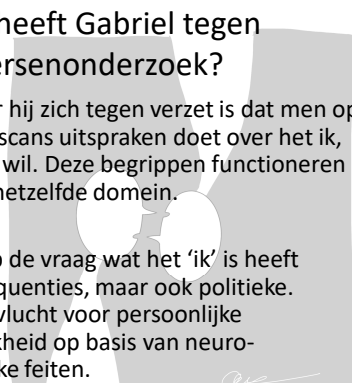 heeft Gabriel tegen
ersenonderzoek?
r hij zich tegen verzet is dat men op
scans uitspraken doet over het ik,
wil. Deze begrippen functioneren
hetzelfde domein.
o de vraag wat het ‘ik’ is heeft
quenties, maar ook politieke.
vlucht voor persoonlijke
kheid op basis van neuro-
ke feiten.